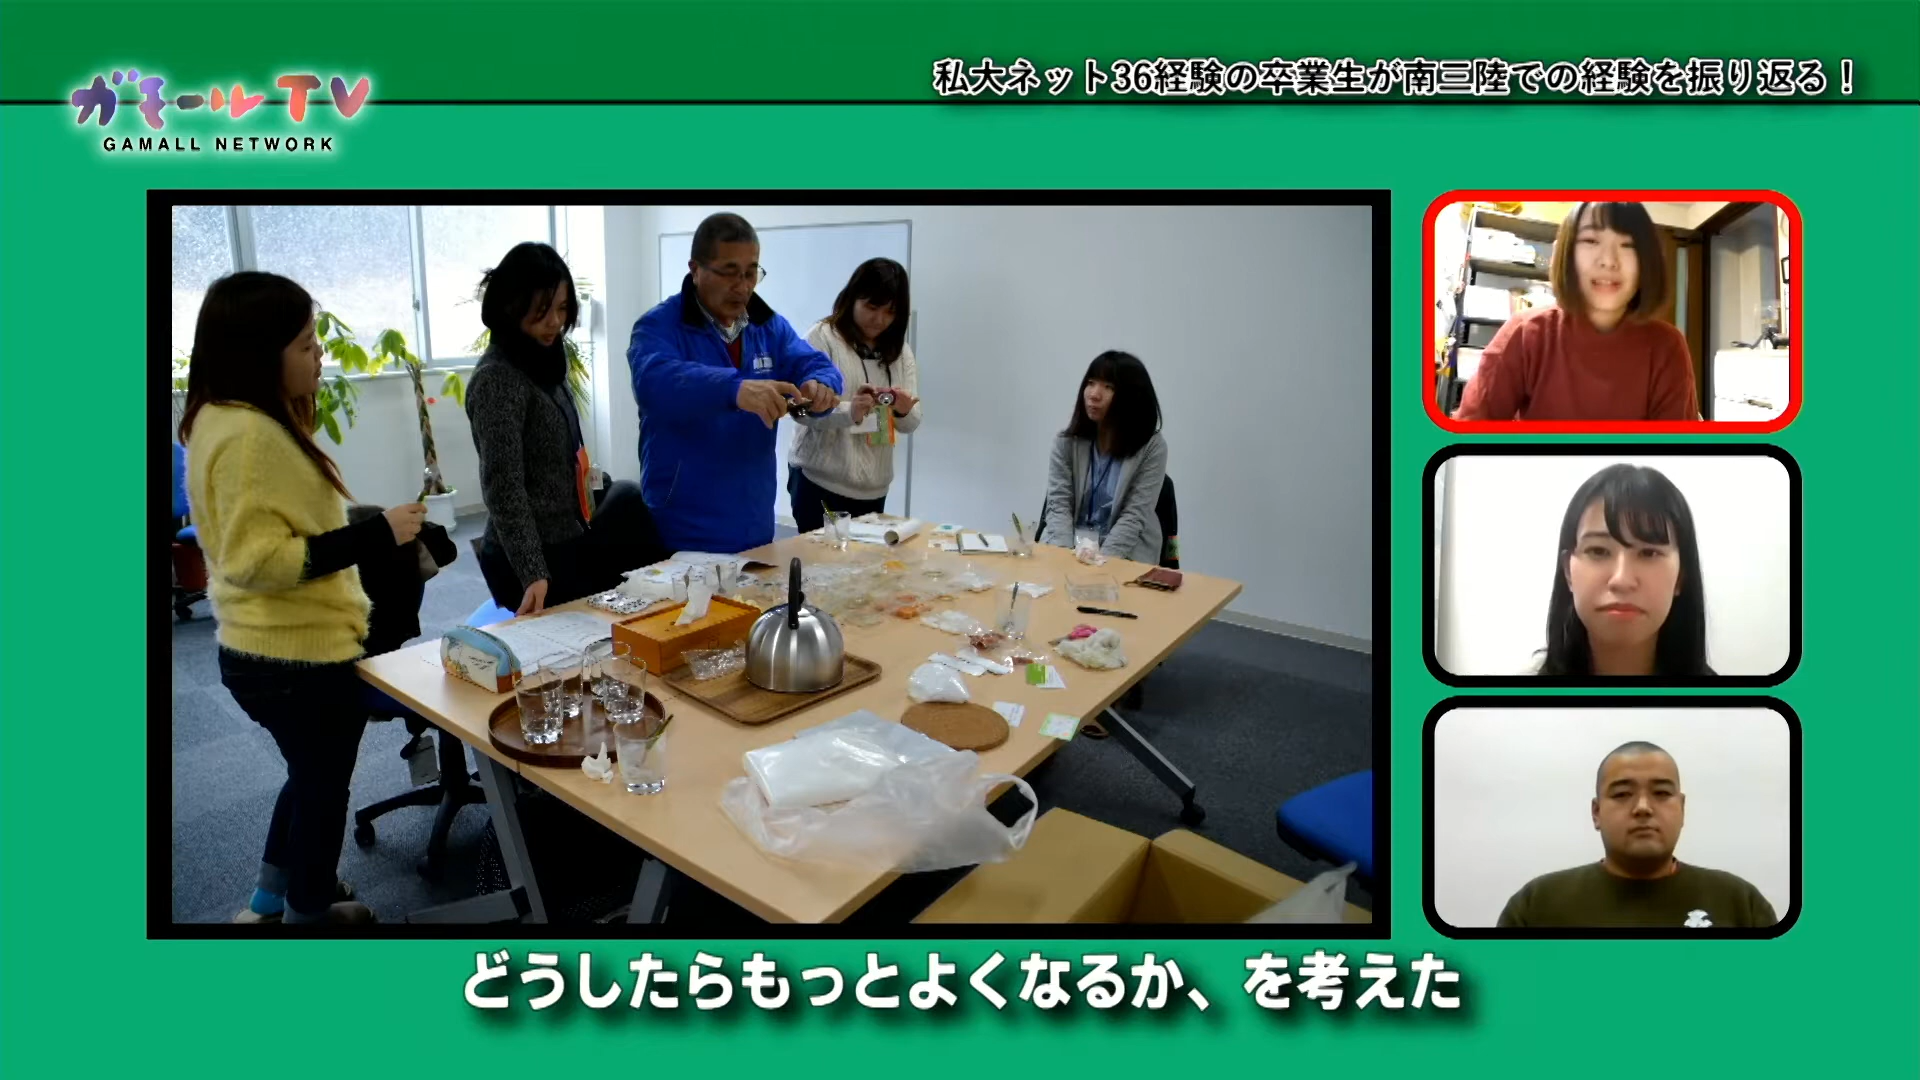 私大ネット36経験の卒業生が南三陸での経験を振り返る！
ガモールTV
GAMALL NETWORK
どうしたらもっとよくなるか、を考えた